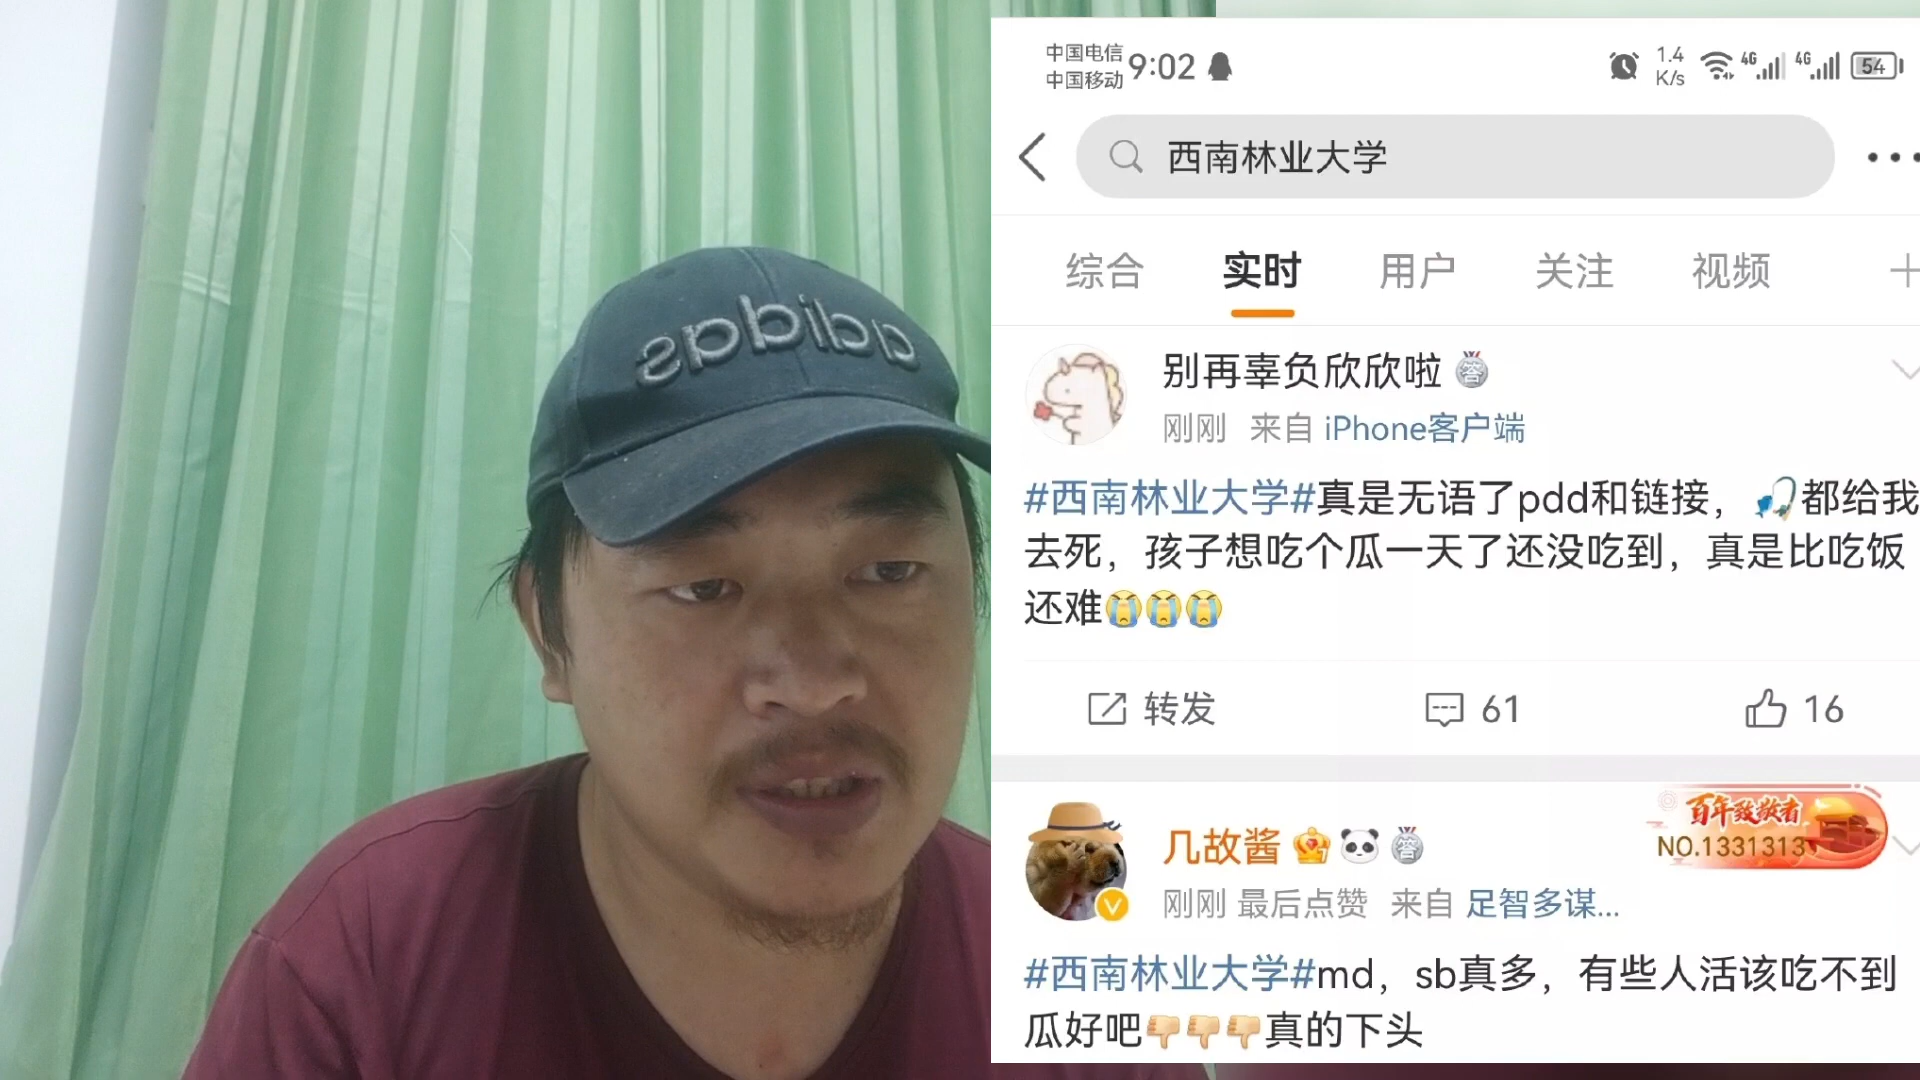 adidas
中国电信
中国移动
9:02
1.4
K/s
4G
4G
54
西南林业大学
综合 实时 用户 关注 视频
别再辜负欣欣啦
刚刚 来自 iPhone客户端
#西南林业大学#真是无语了pdd和链接，都给我
去死，孩子想吃个瓜一天了还没吃到，真是比吃饭
还难😭😭😭
转发 61 16
百年致敬者
NO.1331313
几故酱
刚刚 最后点赞 来自 足智多谋...
#西南林业大学#md，sb真多，有些人活该吃不到
瓜好吧👎👎👎真的下头